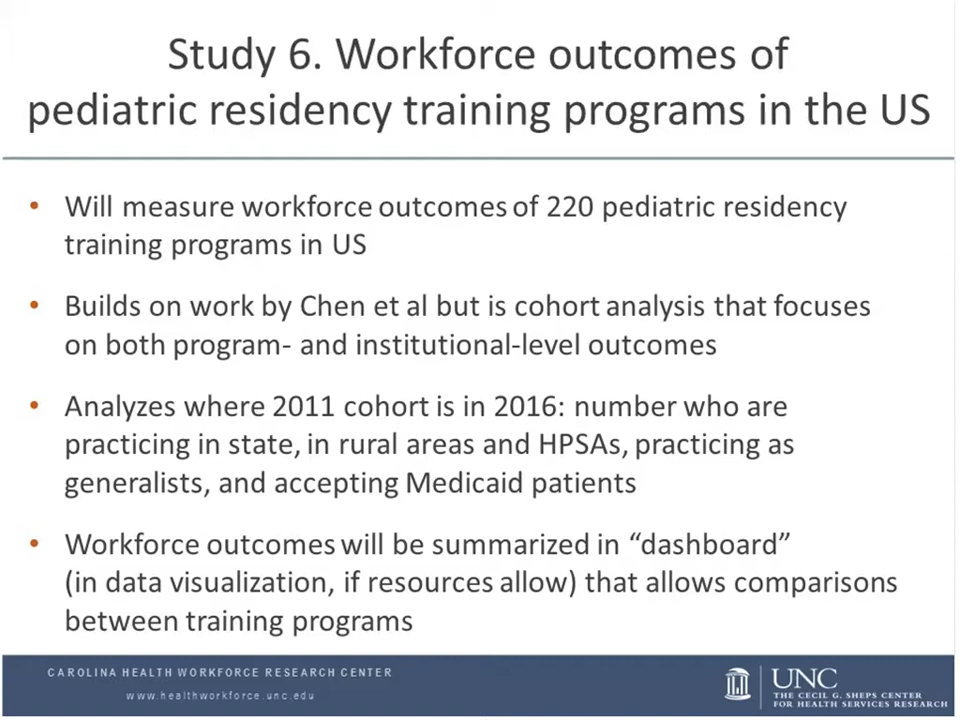 Study 6. Workforce outcomes of
pediatric residency training programs in the US
• Will measure workforce outcomes of 220 pediatric residency
training programs in US
• Builds on work by Chen et al but is cohort analysis that focuses
on both program- and institutional-level outcomes
• Analyzes where 2011 cohort is in 2016: number who are
practicing in state, in rural areas and HPSAs, practicing as
generalists, and accepting Medicaid patients
• Workforce outcomes will be summarized in “dashboard”
(in data visualization, if resources allow) that allows comparisons
between training programs
CAROLINA HEALTH WORKFORCE RESEARCH CENTER
www.healthworkforce.unc.edu
UNC
THE CECIL G. SHEPS CENTER
FOR HEALTH SERVICES RESEARCH